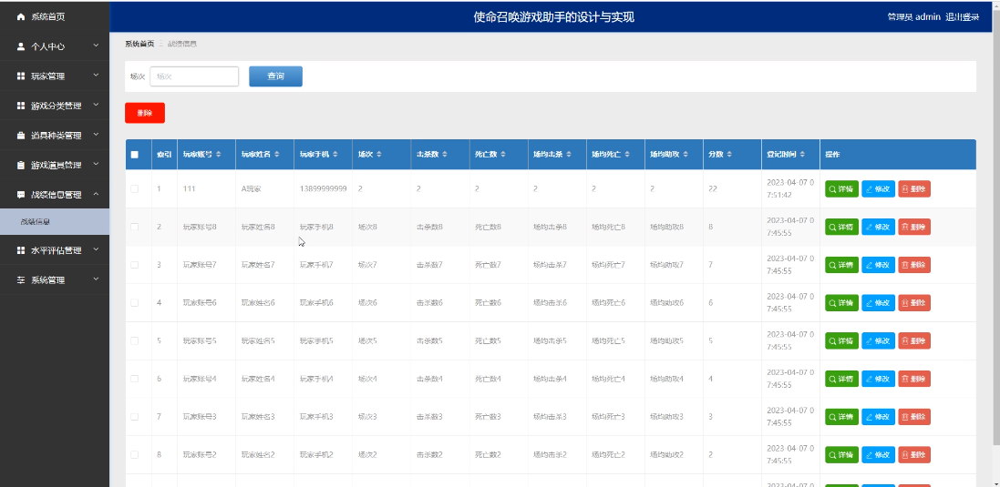 使命召唤游戏助手的设计与实现
管理员 admin 退出登录
系统首页
个人中心
玩家管理
游戏分类管理
道具种类管理
游戏道具管理
战绩信息管理
战绩信息
水平评估管理
系统管理
系统首页 战绩信息
场次 场次 查询
删除
索引 玩家账号 玩家姓名 玩家手机 场次 击杀数 死亡数 场均击杀 场均死亡 场均助攻 分数 登记时间 操作
1 111 A玩家 13899999999 2 2 2 2 2 2 22 2023-04-07 07:51:42 详情 修改 删除
2 玩家账号8 玩家姓名8 玩家手机8 场次8 击杀数8 死亡数8 场均击杀8 场均死亡8 场均助攻8 8 2023-04-07 07:45:55 详情 修改 删除
3 玩家账号7 玩家姓名7 玩家手机7 场次7 击杀数7 死亡数7 场均击杀7 场均死亡7 场均助攻7 7 2023-04-07 07:45:55 详情 修改 删除
4 玩家账号6 玩家姓名6 玩家手机6 场次6 击杀数6 死亡数6 场均击杀6 场均死亡6 场均助攻6 6 2023-04-07 07:45:55 详情 修改 删除
5 玩家账号5 玩家姓名5 玩家手机5 场次5 击杀数5 死亡数5 场均击杀5 场均死亡5 场均助攻5 5 2023-04-07 07:45:55 详情 修改 删除
6 玩家账号4 玩家姓名4 玩家手机4 场次4 击杀数4 死亡数4 场均击杀4 场均死亡4 场均助攻4 4 2023-04-07 07:45:55 详情 修改 删除
7 玩家账号3 玩家姓名3 玩家手机3 场次3 击杀数3 死亡数3 场均击杀3 场均死亡3 场均助攻3 3 2023-04-07 07:45:55 详情 修改 删除
8 玩家账号2 玩家姓名2 玩家手机2 场次2 击杀数2 死亡数2 场均击杀2 场均死亡2 场均助攻2 2 2023-04-07 07:45:55 详情 修改 删除